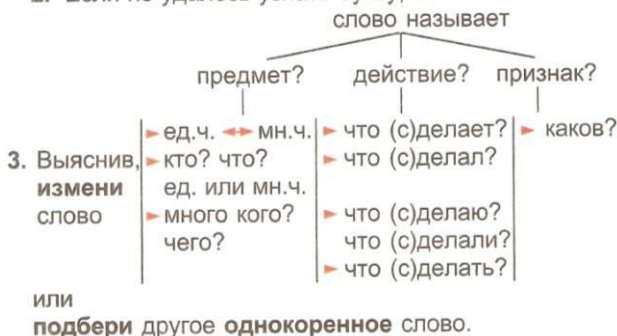 слово называет
предмет? действие? признак?
▸ ед.ч. ◂▸ мн.ч. ▸ что (с)делает? ▸ каков?
3. Выяснив, ▸ кто? что? ▸ что (с)делал?
измени ед. или мн.ч.
слово ▸ много кого? ▸ что (с)делаю?
чего? что (с)делали?
▸ что (с)делать?
или
подбери другое однокоренное слово.